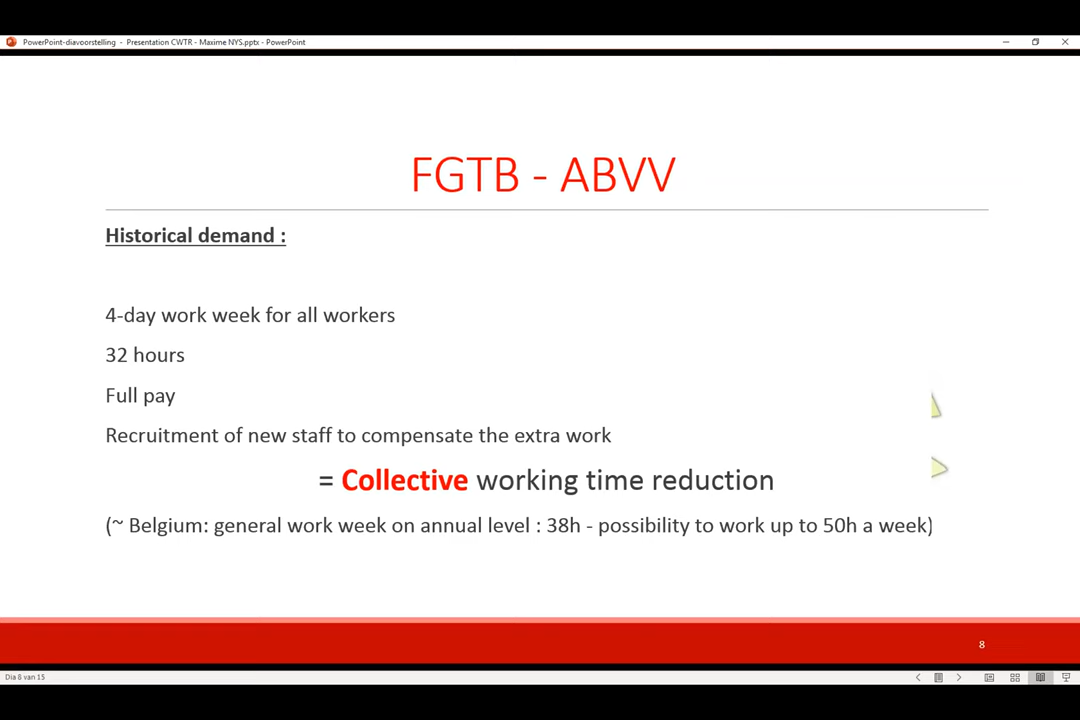 PowerPoint-diavoorstelling - Presentation CWTR - Maxime NYS.pptx - PowerPoint
FGTB - ABVV
Historical demand :
4-day work week for all workers
32 hours
Full pay
Recruitment of new staff to compensate the extra work
= Collective working time reduction
(~ Belgium: general work week on annual level : 38h - possibility to work up to 50h a week)
8
Dia 8 van 15